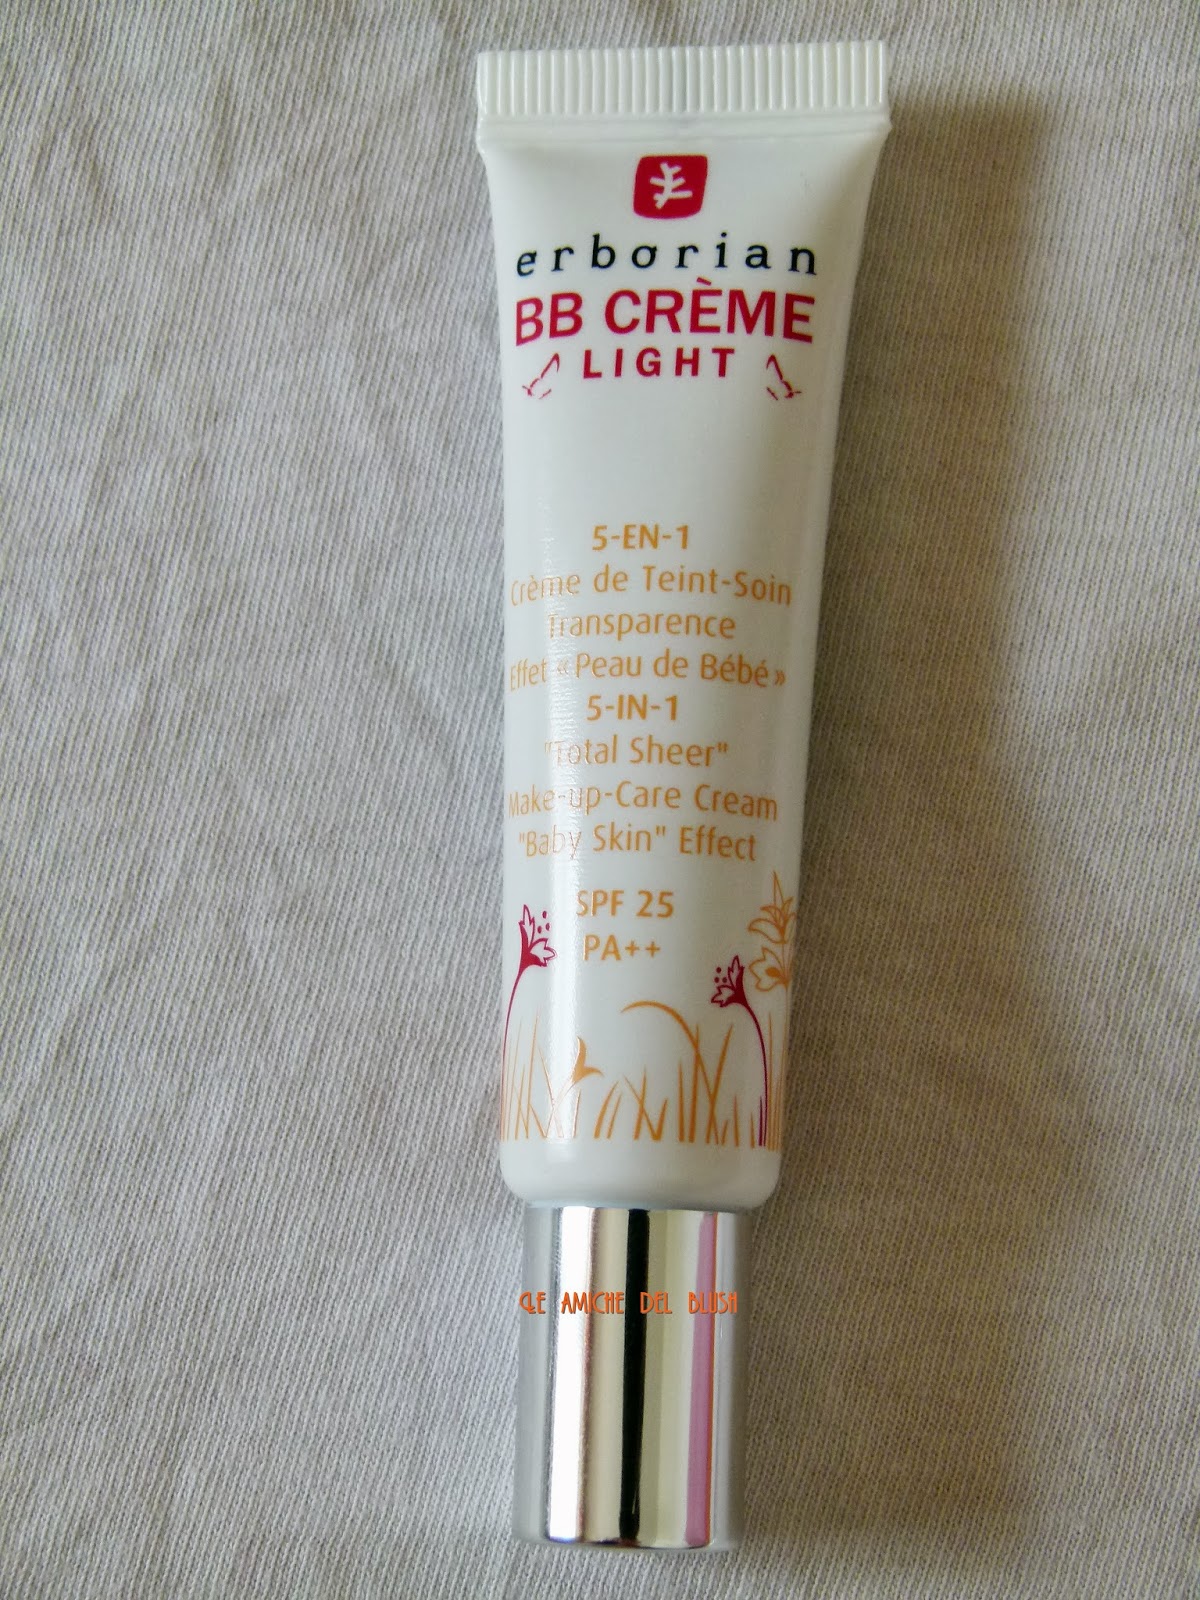 erborian
BB CRÈME
LIGHT
5-EN-1
Crème de Teint-Soin
Transparence
Effet « Peau de Bébé »
5-IN-1
"Total Sheer"
Make-up-Care Cream
"Baby Skin" Effect
SPF 25
PA++
LE AMICHE DEL BLUSH